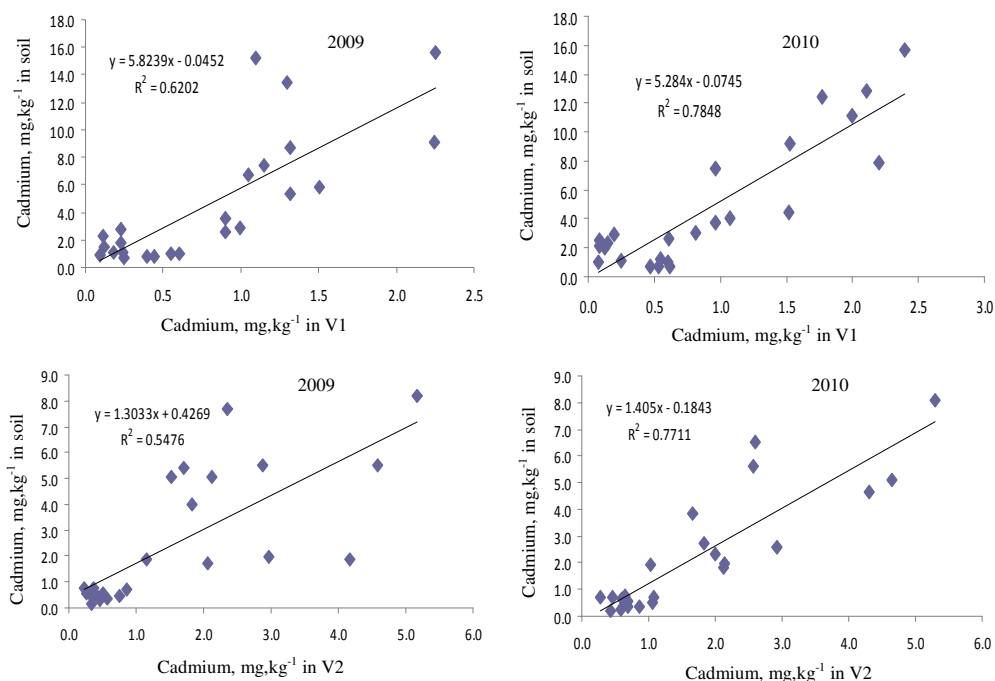 18.0
16.0
14.0
12.0
10.0
8.0
6.0
4.0
2.0
0.0
Cadmium, mg,kg⁻¹ in soil
2009
y = 5.8239x - 0.0452
R² = 0.6202
0.0 0.5 1.0 1.5 2.0 2.5
Cadmium, mg,kg⁻¹ in V1
18.0
16.0
14.0
12.0
10.0
8.0
6.0
4.0
2.0
0.0
Cadmium, mg,kg⁻¹ in soil
2010
y = 5.284x - 0.0745
R² = 0.7848
0.0 0.5 1.0 1.5 2.0 2.5 3.0
Cadmium, mg,kg⁻¹ in V1
9.0
8.0
7.0
6.0
5.0
4.0
3.0
2.0
1.0
0.0
Cadmium, mg,kg⁻¹ in soil
2009
y = 1.3033x + 0.4269
R² = 0.5476
0.0 1.0 2.0 3.0 4.0 5.0 6.0
Cadmium, mg,kg⁻¹ in V2
9.0
8.0
7.0
6.0
5.0
4.0
3.0
2.0
1.0
0.0
Cadmium, mg,kg⁻¹ in soil
2010
y = 1.405x - 0.1843
R² = 0.7711
0.0 1.0 2.0 3.0 4.0 5.0 6.0
Cadmium, mg,kg⁻¹ in V2